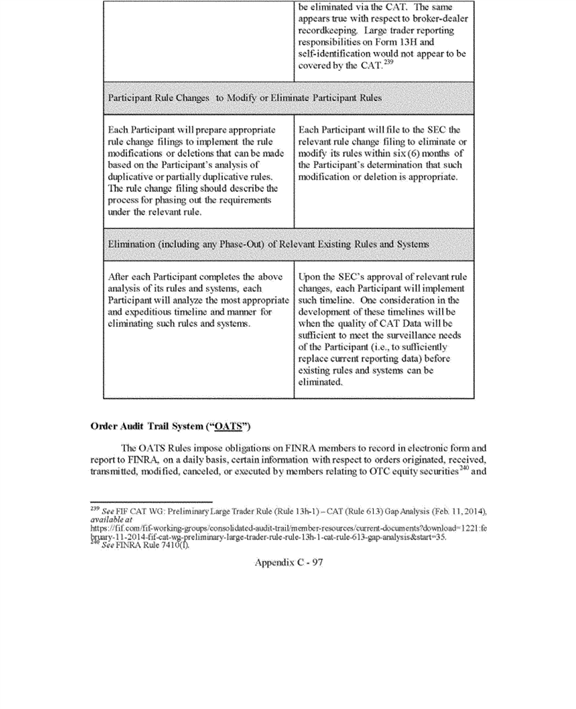 be eliminated via the CAT. The same
appears true with respect to broker-dealer
recordkeeping. Large trader reporting
responsibilities on Form 13H and
self-identification would not appear to be
covered by the CAT.239
Participant Rule Changes to Modify or Eliminate Participant Rules
Each Participant will prepare appropriate
rule change filings to implement the rule
modifications or deletions that can be made
based on the Participant's analysis of
duplicative or partially duplicative rules.
The rule change filing should describe the
process for phasing out the requirements
under the relevant rule.
Each Participant will file to the SEC the
relevant rule change filing to eliminate or
modify its rules within six (6) months of
the Participant's determination that such
modification or deletion is appropriate.
Elimination (including any Phase-Out) of Relevant Existing Rules and Systems
After each Participant completes the above
analysis of its rules and systems, each
Participant will analyze the most appropriate
and expeditious timeline and manner for
eliminating such rules and systems.
Upon the SEC's approval of relevant rule
changes, each Participant will implement
such timeline. One consideration in the
development of these timelines will be
when the quality of CAT Data will be
sufficient to meet the surveillance needs
of the Participant (i.e., to sufficiently
replace current reporting data) before
existing rules and systems can be
eliminated.
Order Audit Trail System ("OATS")
The OATS Rules impose obligations on FINRA members to record in electronic form and
report to FINRA, on a daily basis, certain information with respect to orders originated, received,
transmitted, modified, canceled, or executed by members relating to OTC equity securities240 and
239 See FIF CAT WG: Preliminary Large Trader Rule (Rule 13h-1) – CAT (Rule 613) Gap Analysis (Feb. 11, 2014),
available at
https://fif.com/fif-working-groups/consolidated-audit-trail/member-resources/current-documents?download=1221:fe
bruary-11-2014-fif-cat-wg-preliminary-large-trader-rule-rule-13h-1-cat-rule-613-gap-analysis&start=35.
240 See FINRA Rule 7410(l).
Appendix C - 97